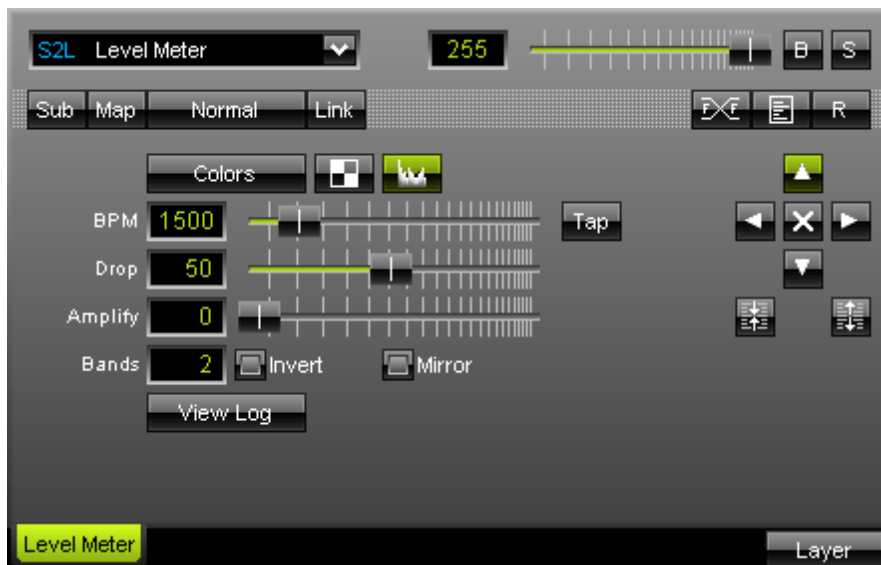 S2L Level Meter 255 B S
Sub Map Normal Link R
Colors
BPM 1500 Tap
Drop 50
Amplify 0
Bands 2 Invert Mirror
View Log
Level Meter Layer